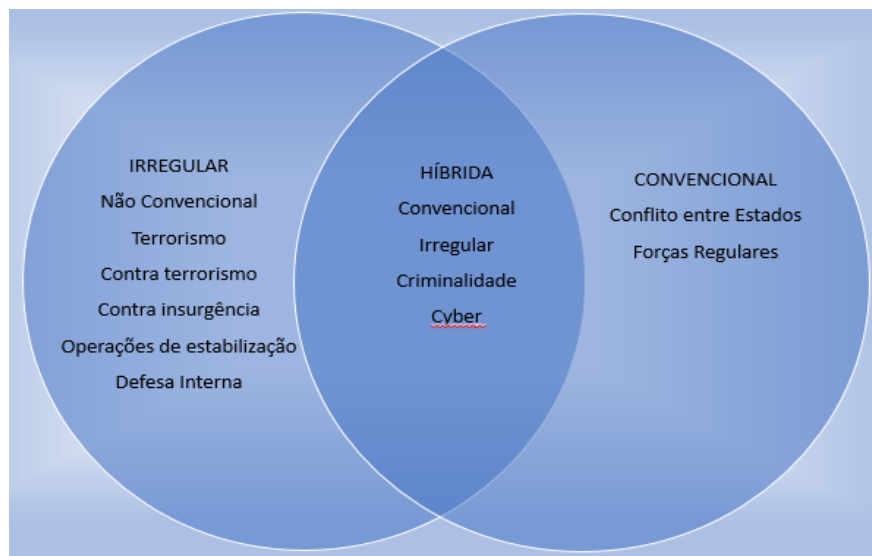 IRREGULAR
Não Convencional
Terrorismo
Contra terrorismo
Contra insurgência
Operações de estabilização
Defesa Interna
HÍBRIDA
Convencional
Irregular
Criminalidade
Cyber
CONVENCIONAL
Conflito entre Estados
Forças Regulares